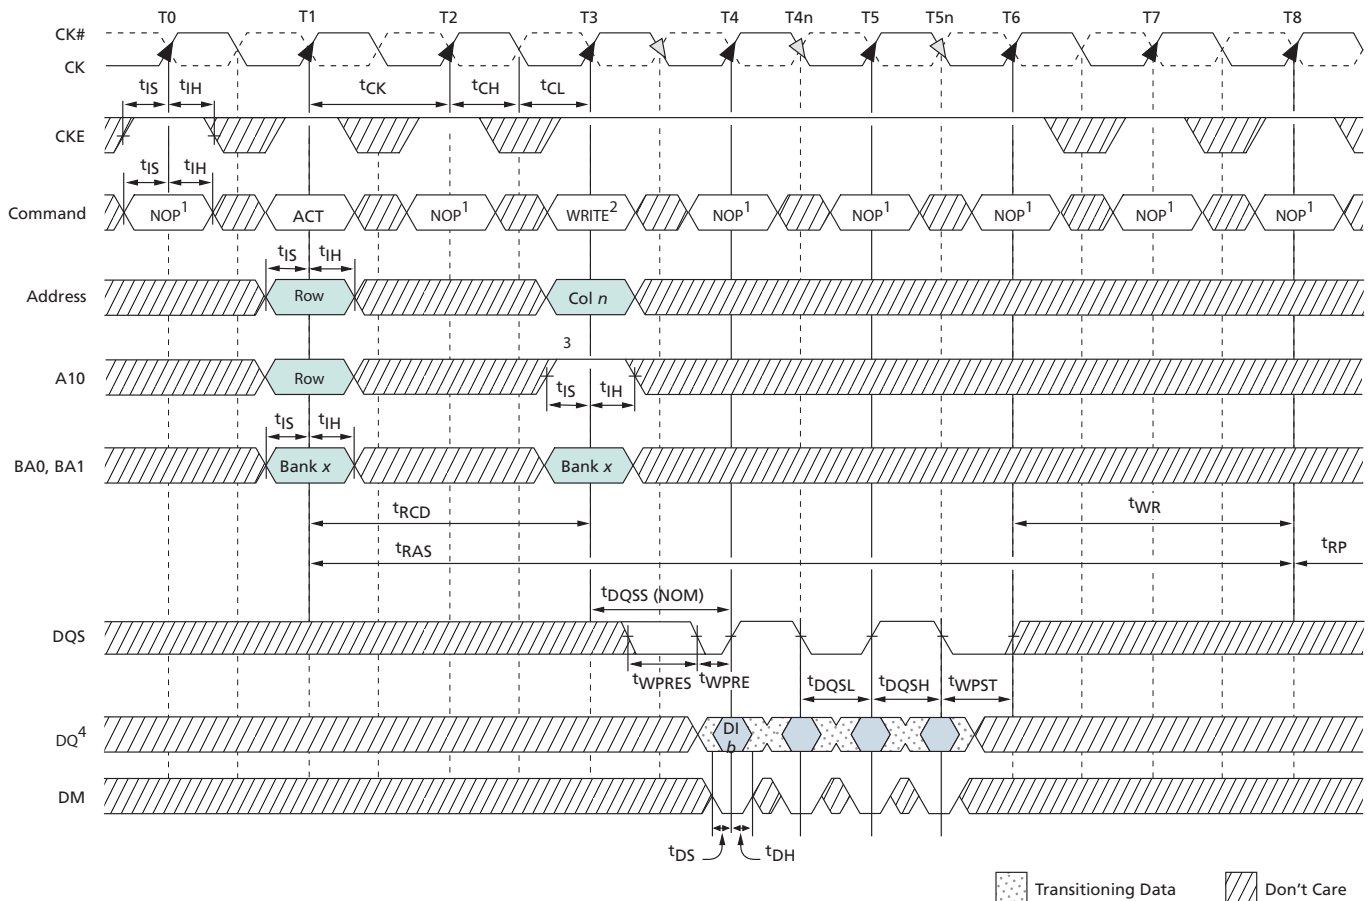 T0 T1 T2 T3 T4 T4n T5 T5n T6 T7 T8
CK#
CK
tIS tIH tCK tCH tCL
CKE
tIS tIH
Command NOP1 ACT NOP1 WRITE2 NOP1 NOP1 NOP1 NOP1 NOP1
tIS tIH
Address Row Col n
3
A10 Row
tIS tIH
tIS tIH
BA0, BA1 Bank x Bank x
tRCD tWR
tRAS tRP
tDQSS (NOM)
DQS
tWPRES tWPRE tDQSL tDQSH tWPST
DQ4 DI
b
DM
tDS tDH
Transitioning Data Don't Care